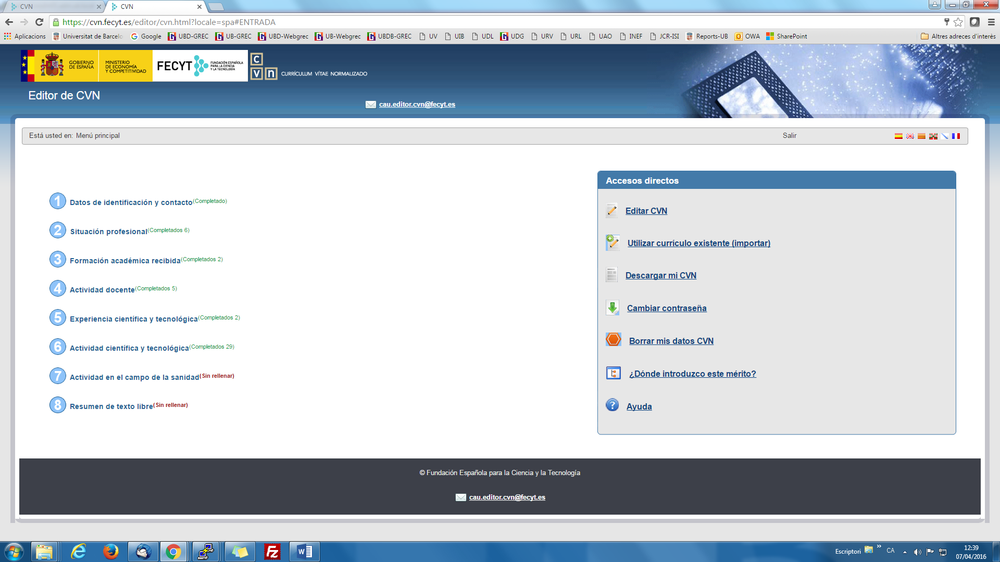 CVN
CVN
https://cvn.fecyt.es/editor/cvn.html?locale=spa#ENTRADA
Aplicacions
Universitat de Barcelo
Google
UBD-GREC
UB-GREC
UBD-Webgrec
UB-Webgrec
UBDB-GREC
UV
UIB
UDL
UDG
URV
URL
UAO
INEF
JCR-ISI
Reports-UB
OWA
SharePoint
Altres adreces d'interès
GOBIERNO
DE ESPAÑA
MINISTERIO
DE ECONOMÍA
Y COMPETITIVIDAD
FECYT
FUNDACIÓN ESPAÑOLA
PARA LA CIENCIA
Y LA TECNOLOGÍA
C
v n
CURRÍCULUM VÍTAE NORMALIZADO
Editor de CVN
cau.editor.cvn@fecyt.es
Está usted en: Menú principal
Salir
1 Datos de identificación y contacto(Completado)
2 Situación profesional(Completados 6)
3 Formación académica recibida(Completados 2)
4 Actividad docente(Completados 5)
5 Experiencia científica y tecnológica(Completados 2)
6 Actividad científica y tecnológica(Completados 29)
7 Actividad en el campo de la sanidad(Sin rellenar)
8 Resumen de texto libre(Sin rellenar)
Accesos directos
Editar CVN
Utilizar currículo existente (importar)
Descargar mi CVN
Cambiar contraseña
Borrar mis datos CVN
¿Dónde introduzco este mérito?
Ayuda
© Fundación Española para la Ciencia y la Tecnología
cau.editor.cvn@fecyt.es
Escriptori
CA
12:39
07/04/2016